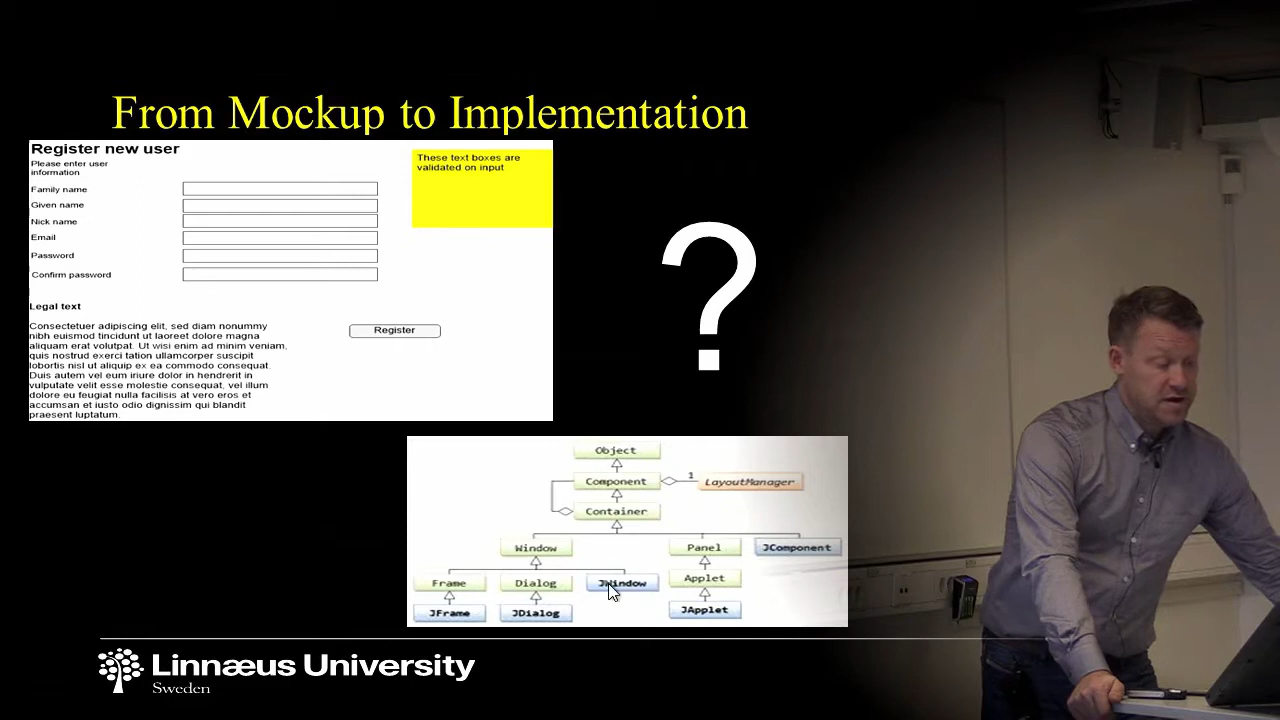 From Mockup to Implementation
Register new user
Please enter user
information
Family name
Given name
Nick name
Email
Password
Confirm password
These text boxes are
validated on input
Legal text
Consectetuer adipiscing elit, sed diam nonummy
nibh euismod tincidunt ut laoreet dolore magna
aliquam erat volutpat. Ut wisi enim ad minim veniam,
quis nostrud exerci tation ullamcorper suscipit
lobortis nisl ut aliquip ex ea commodo consequat.
Duis autem vel eum iriure dolor in hendrerit in
vulputate velit esse molestie consequat, vel illum
dolore eu feugiat nulla facilisis at vero eros et
accumsan et iusto odio dignissim qui blandit
praesent luptatum.
Register
?
Object
Component
1
LayoutManager
Container
Window
Panel
JComponent
Frame
Dialog
JWindow
Applet
JFrame
JDialog
JApplet
Linnæus University
Sweden